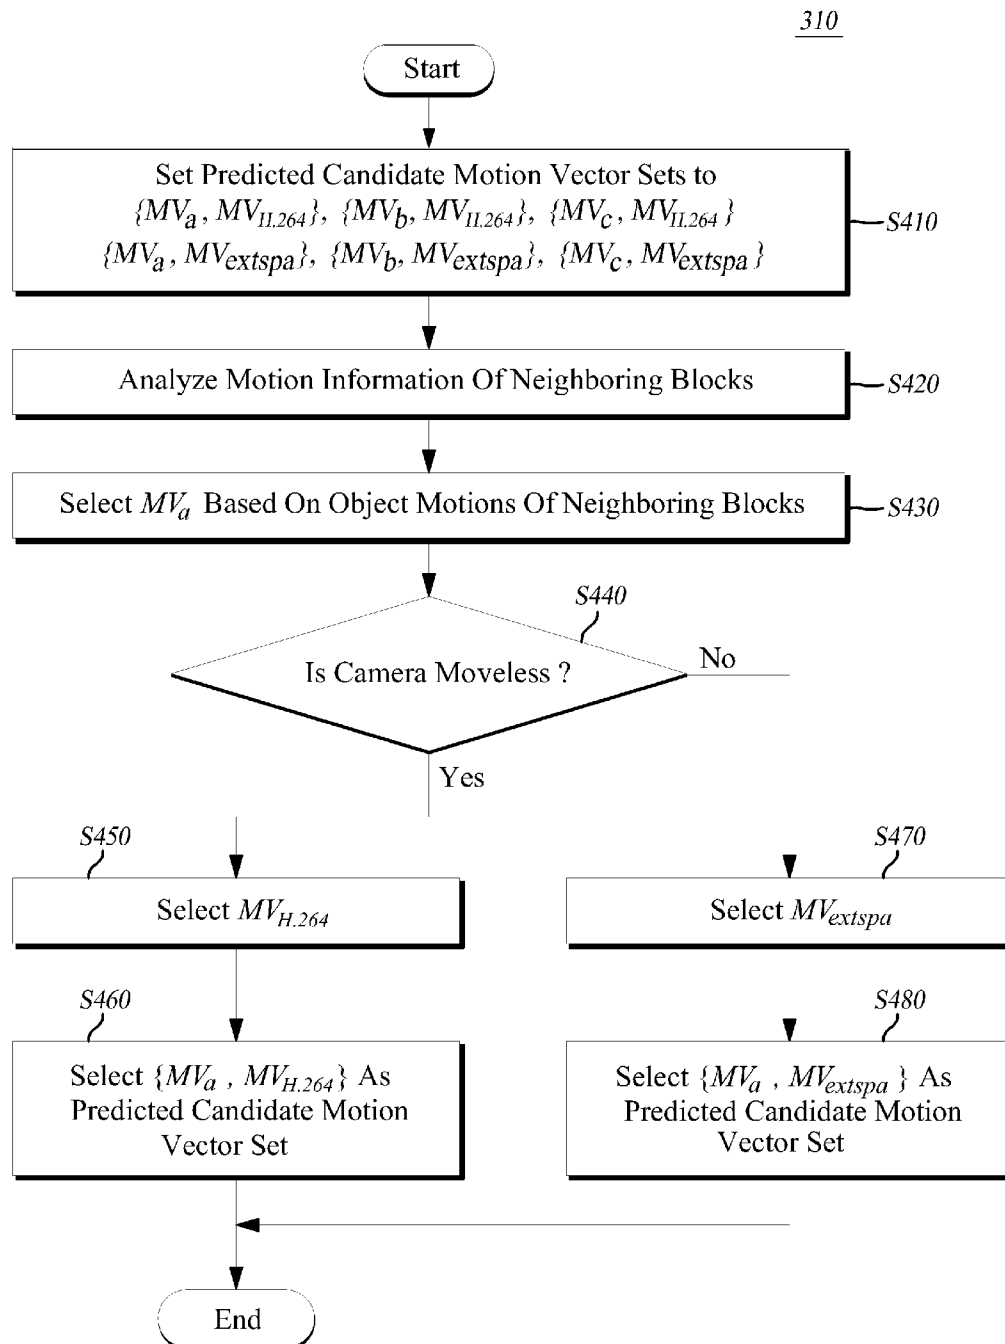 310
Start
Set Predicted Candidate Motion Vector Sets to
{MVa, MVH.264}, {MVb, MVH.264}, {MVc, MVH.264}
{MVa, MVextspa}, {MVb, MVextspa}, {MVc, MVextspa}
S410
Analyze Motion Information Of Neighboring Blocks
S420
Select MVa Based On Object Motions Of Neighboring Blocks
S430
S440
Is Camera Moveless ?
No
Yes
S450
Select MVH.264
S470
Select MVextspa
S460
Select {MVa , MVH.264} As
Predicted Candidate Motion
Vector Set
S480
Select {MVa , MVextspa } As
Predicted Candidate Motion
Vector Set
End